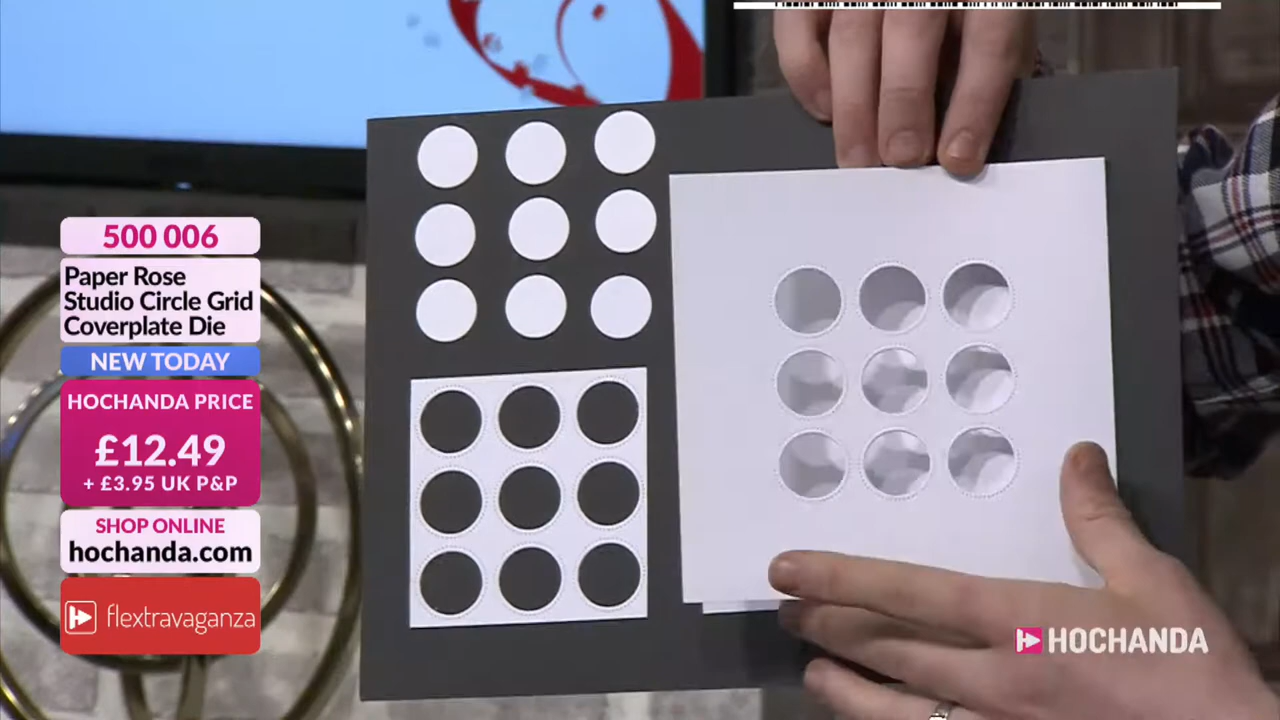 500 006
Paper Rose
Studio Circle Grid
Coverplate Die
NEW TODAY
HOCHANDA PRICE
£12.49
+ £3.95 UK P&P
SHOP ONLINE
hochanda.com
flextravaganza
HOCHANDA